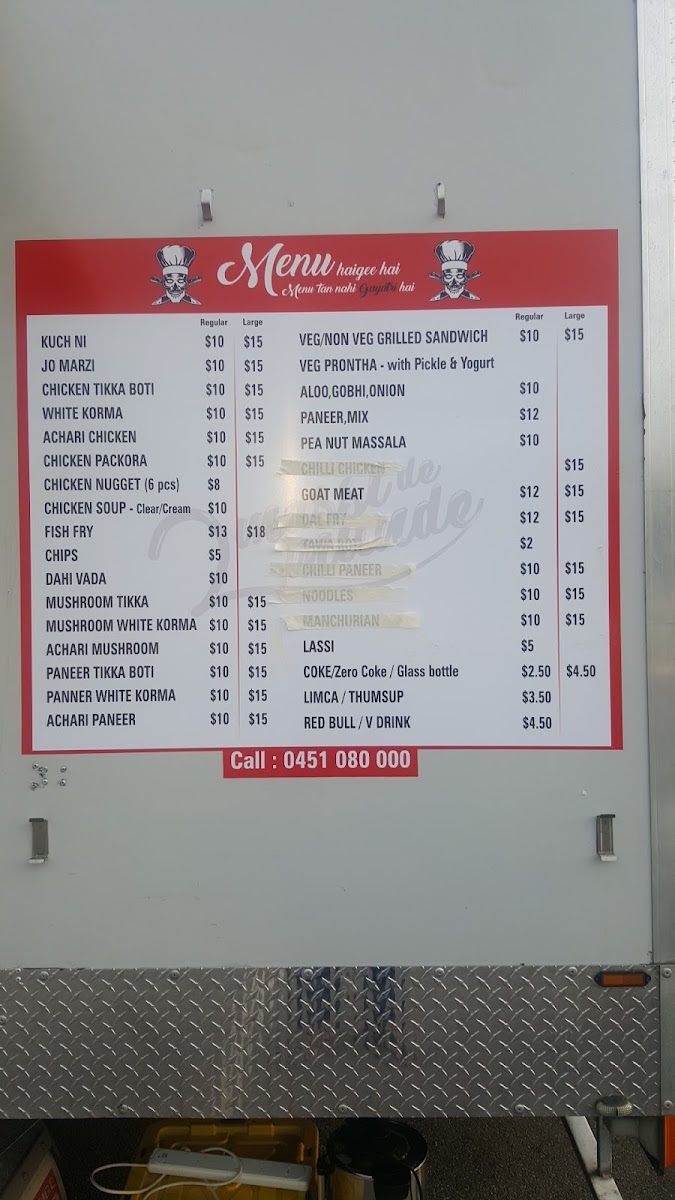 Menu haigee hai
Menu tan nahi Gayatri hai
Regular Large
KUCH NI $10 $15
JO MARZI $10 $15
CHICKEN TIKKA BOTI $10 $15
WHITE KORMA $10 $15
ACHARI CHICKEN $10 $15
CHICKEN PACKORA $10 $15
CHICKEN NUGGET (6 pcs) $8
CHICKEN SOUP - Clear/Cream $10
FISH FRY $13 $18
CHIPS $5
DAHI VADA $10
MUSHROOM TIKKA $10 $15
MUSHROOM WHITE KORMA $10 $15
ACHARI MUSHROOM $10 $15
PANEER TIKKA BOTI $10 $15
PANNER WHITE KORMA $10 $15
ACHARI PANEER $10 $15
Regular Large
VEG/NON VEG GRILLED SANDWICH $10 $15
VEG PRONTHA - with Pickle & Yogurt
ALOO,GOBHI,ONION $10
PANEER,MIX $12
PEA NUT MASSALA $10
CHILLI CHICKEN $15
GOAT MEAT $12 $15
DAL FRY $12 $15
TAWA ROTI $2
CHILLI PANEER $10 $15
NOODLES $10 $15
MANCHURIAN $10 $15
LASSI $5
COKE/Zero Coke / Glass bottle $2.50 $4.50
LIMCA / THUMSUP $3.50
RED BULL / V DRINK $4.50
Call : 0451 080 000